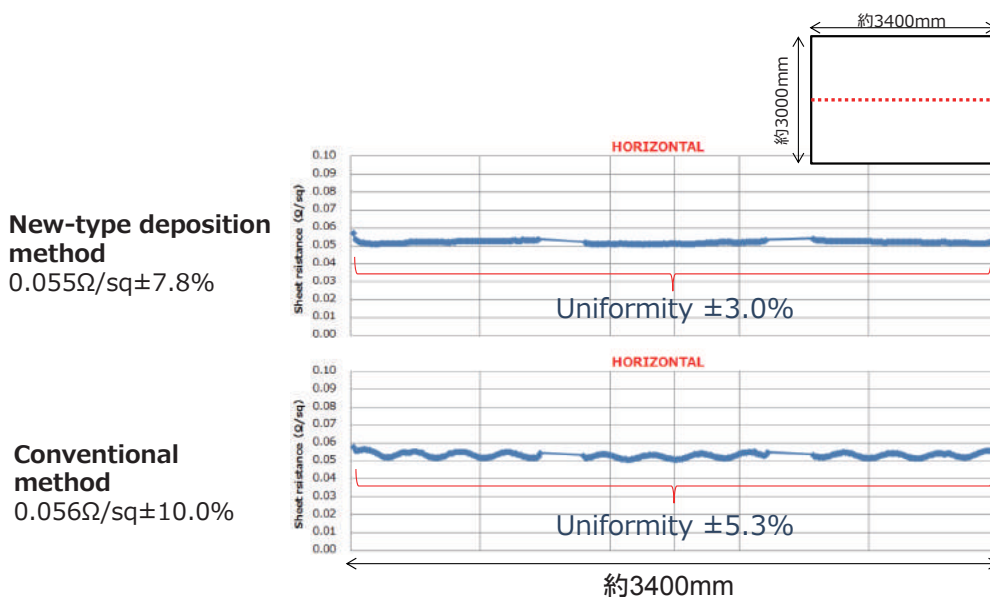 約3400mm
約3000mm
HORIZONTAL
New-type deposition
method
0.055Ω/sq±7.8%
Sheet rsistance (Ω/sq)
0.10
0.09
0.08
0.07
0.06
0.05
0.04
0.03
0.02
0.01
0.00
Uniformity ±3.0%
HORIZONTAL
Conventional
method
0.056Ω/sq±10.0%
Sheet rsistance (Ω/sq)
0.10
0.09
0.08
0.07
0.06
0.05
0.04
0.03
0.02
0.01
0.00
Uniformity ±5.3%
約3400mm